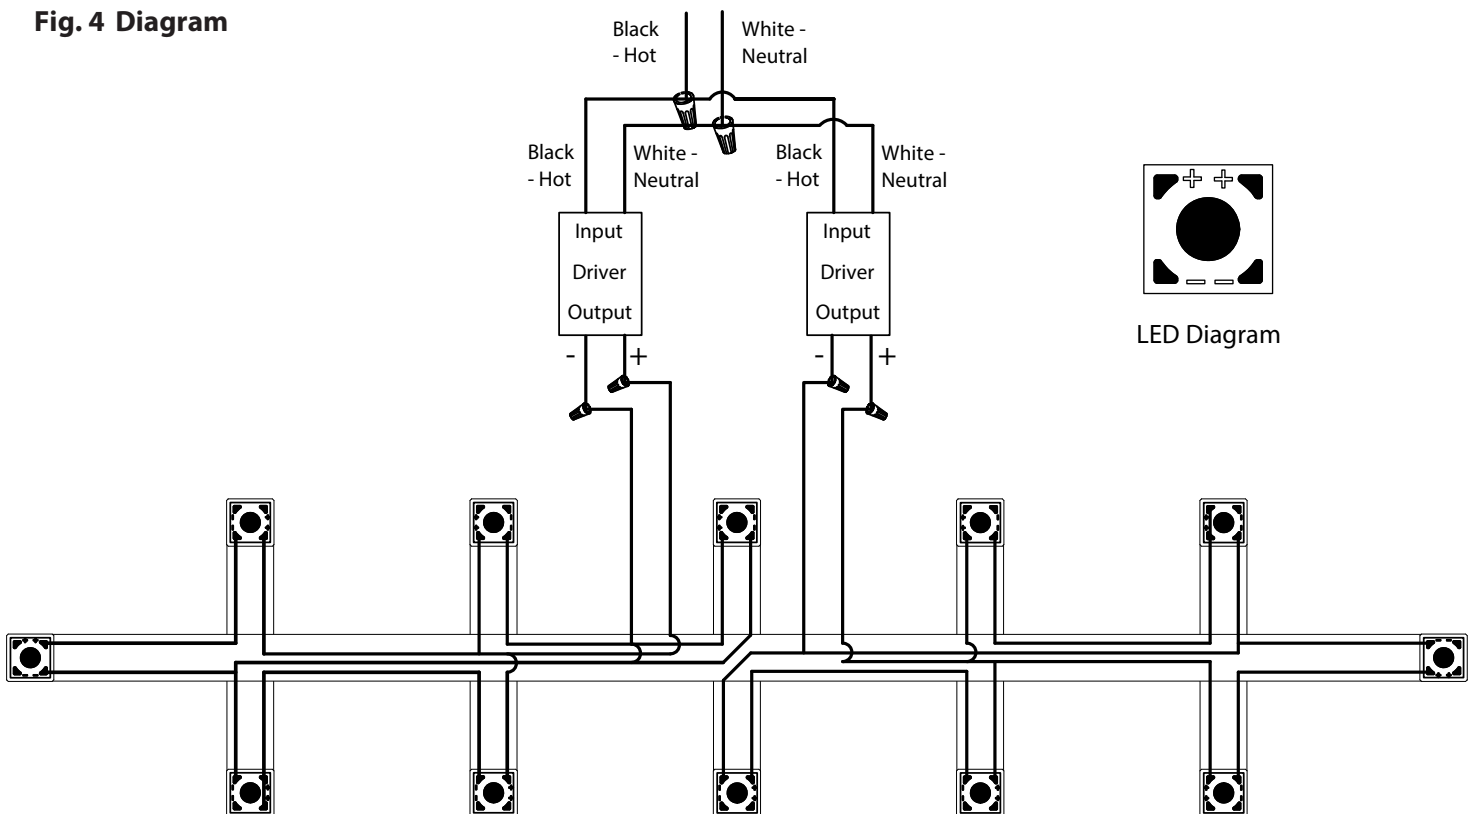 Fig. 4 Diagram
Black
- Hot
White -
Neutral
Black
- Hot
White -
Neutral
Black
- Hot
White -
Neutral
Input
Driver
Output
- +
Input
Driver
Output
- +
+ +
- -
LED Diagram